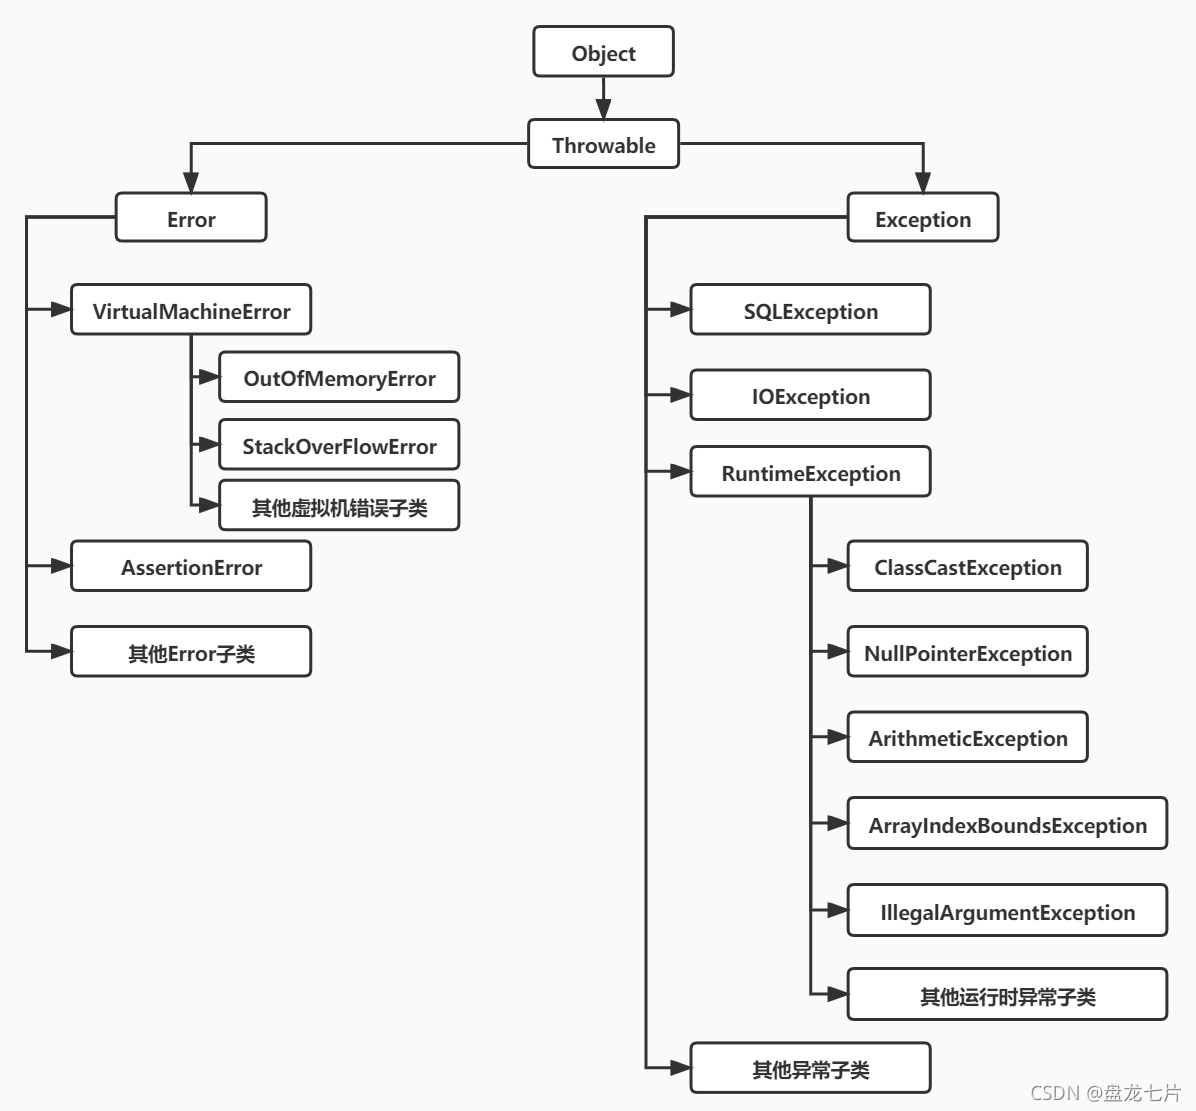 Object
Throwable
Error
Exception
VirtualMachineError
OutOfMemoryError
StackOverFlowError
其他虚拟机错误子类
AssertionError
其他Error子类
SQLException
IOException
RuntimeException
ClassCastException
NullPointerException
ArithmeticException
ArrayIndexBoundsException
IllegalArgumentException
其他运行时异常子类
其他异常子类
CSDN @盘龙七片